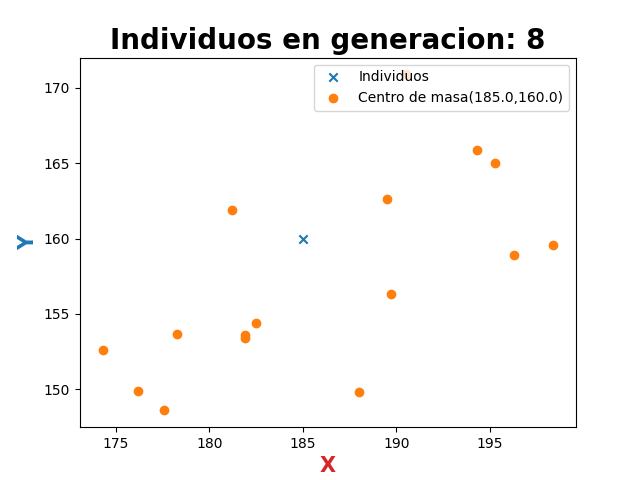 Individuos en generacion: 8
Individuos
Centro de masa(185.0,160.0)
170
165
160
155
150
Y
175
180
185
190
195
X